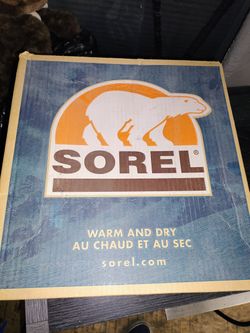 SOREL®
WARM AND DRY
AU CHAUD ET AU SEC
sorel.com